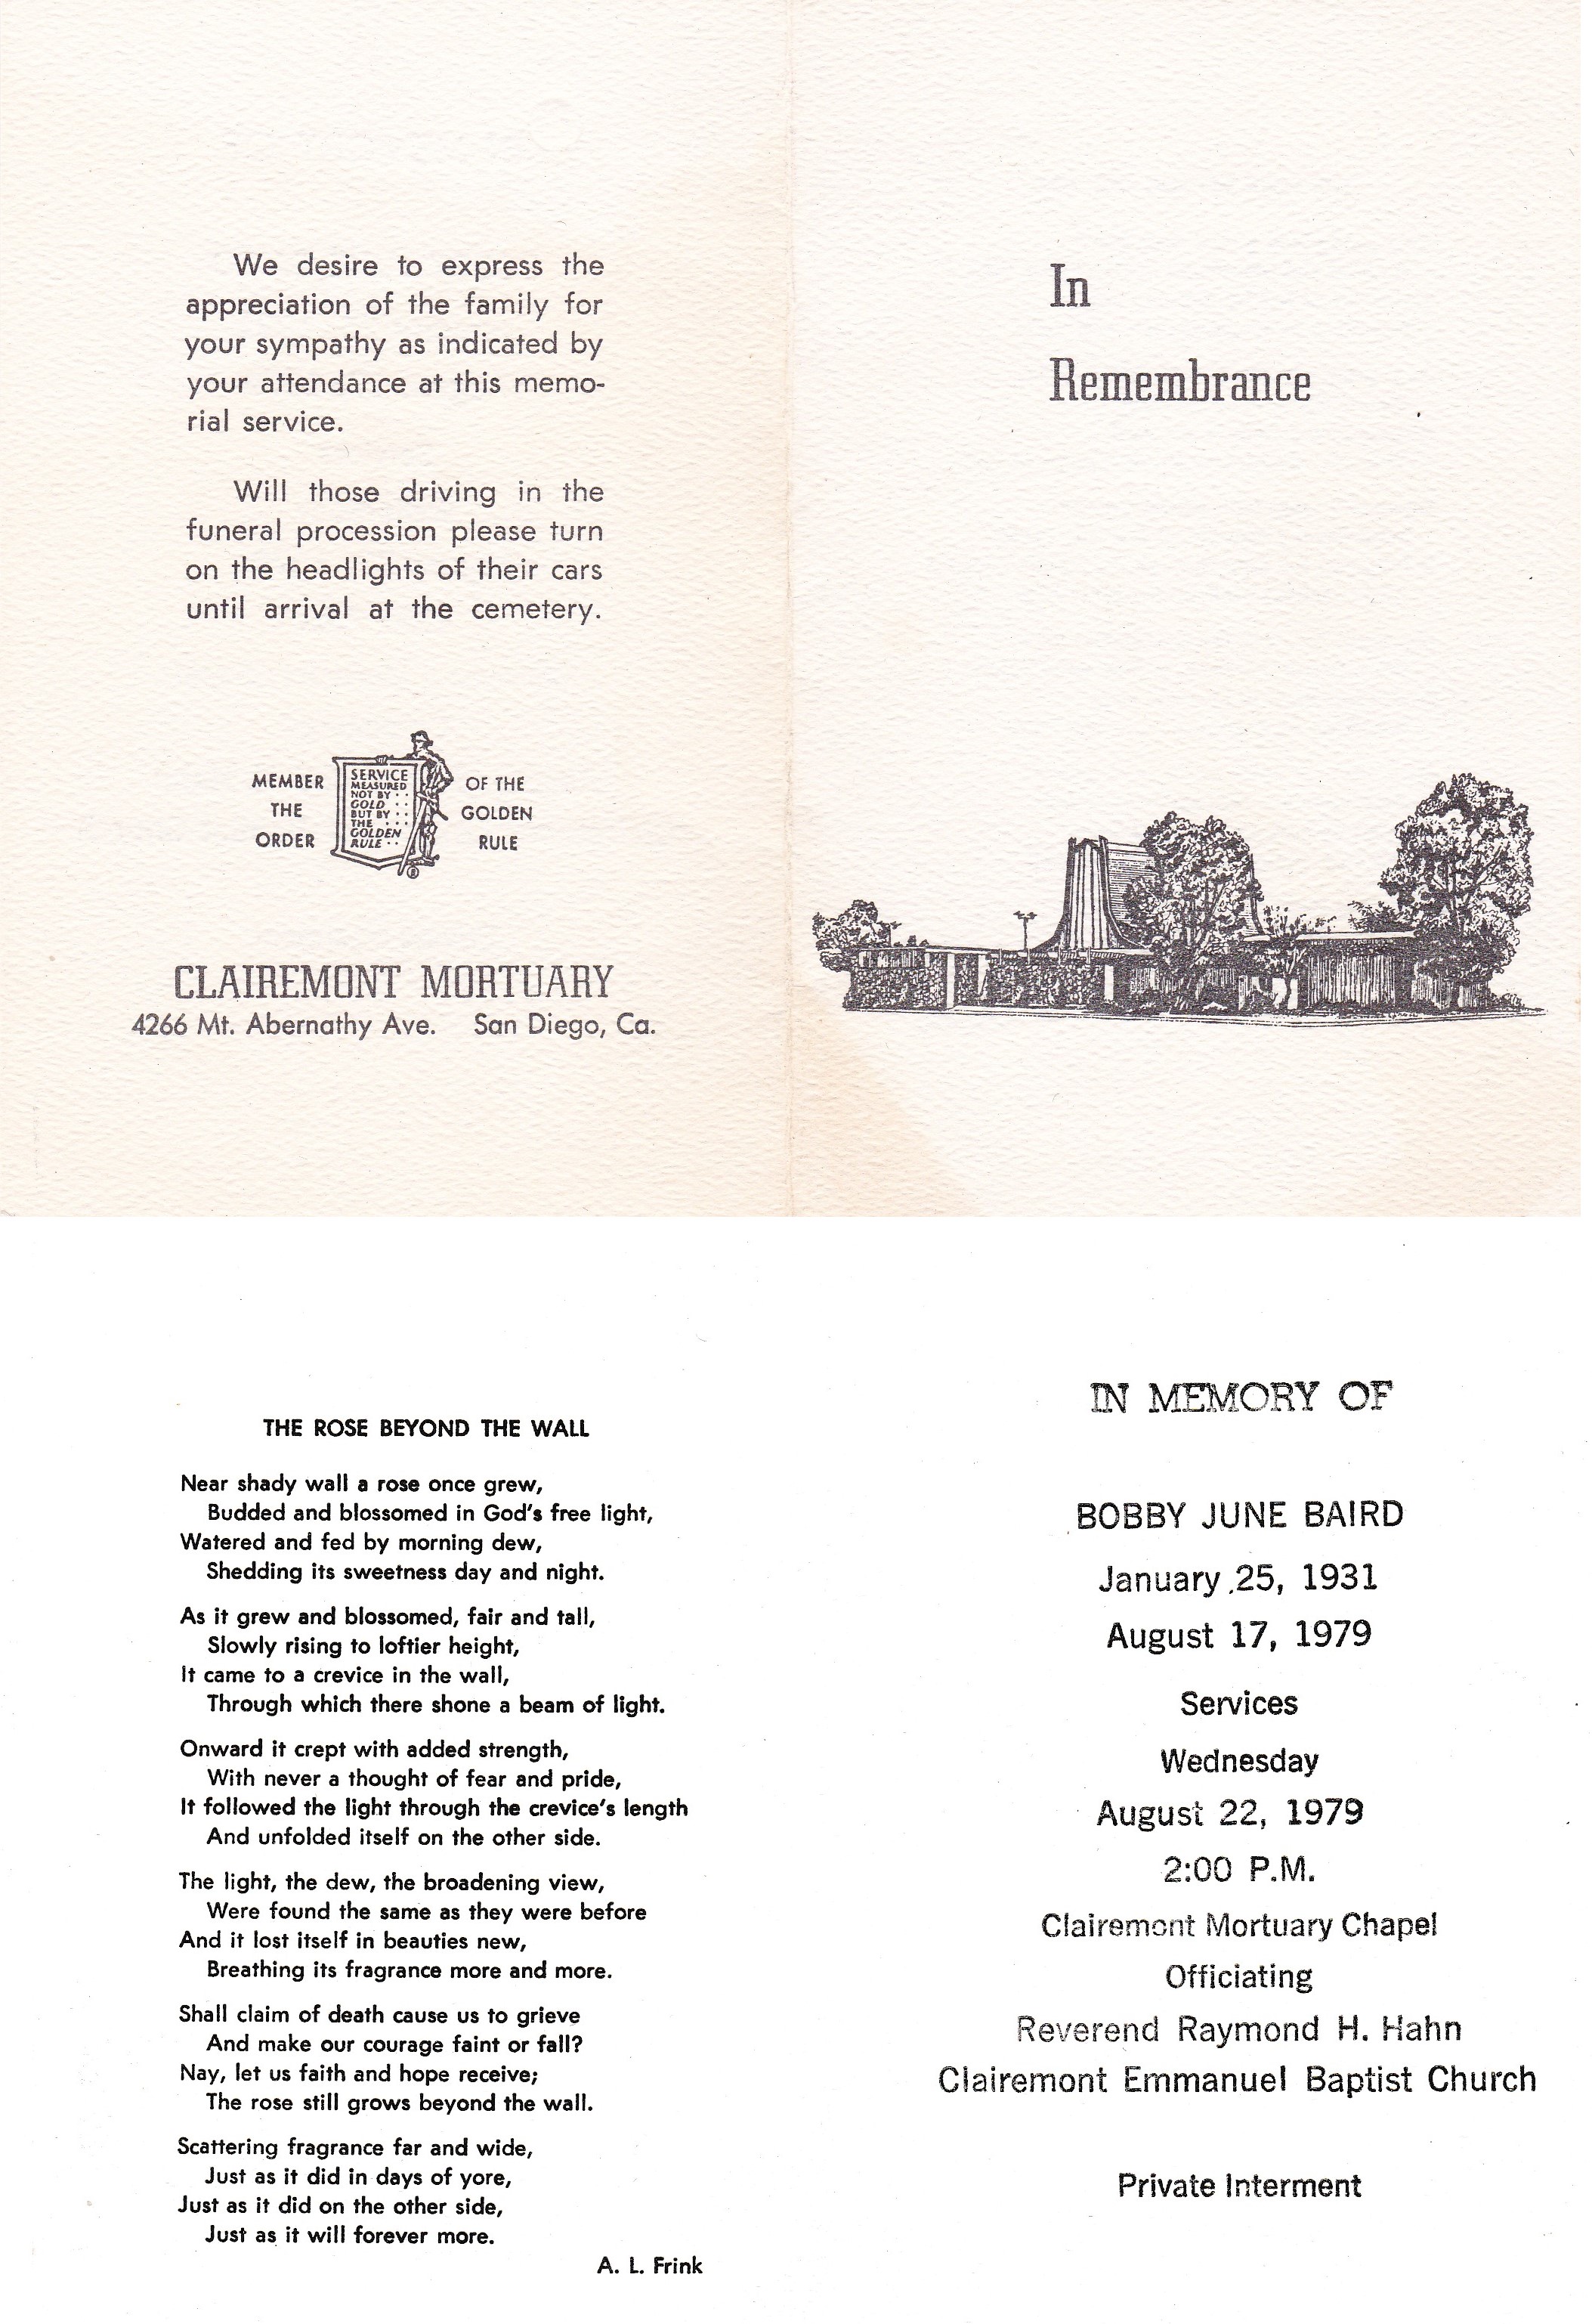 We desire to express the
appreciation of the family for
your sympathy as indicated by
your attendance at this memo-
rial service.
Will those driving in the
funeral procession please turn
on the headlights of their cars
until arrival at the cemetery.
MEMBER
THE
ORDER
SERVICE
MEASURED
NOT BY · ·
GOLD · ·
BUT BY · ·
THE · · ·
GOLDEN
RULE · ·
®
OF THE
GOLDEN
RULE
CLAIREMONT MORTUARY
4266 Mt. Abernathy Ave. San Diego, Ca.
In
Remembrance
THE ROSE BEYOND THE WALL
Near shady wall a rose once grew,
Budded and blossomed in God's free light,
Watered and fed by morning dew,
Shedding its sweetness day and night.
As it grew and blossomed, fair and tall,
Slowly rising to loftier height,
It came to a crevice in the wall,
Through which there shone a beam of light.
Onward it crept with added strength,
With never a thought of fear and pride,
It followed the light through the crevice's length
And unfolded itself on the other side.
The light, the dew, the broadening view,
Were found the same as they were before
And it lost itself in beauties new,
Breathing its fragrance more and more.
Shall claim of death cause us to grieve
And make our courage faint or fall?
Nay, let us faith and hope receive;
The rose still grows beyond the wall.
Scattering fragrance far and wide,
Just as it did in days of yore,
Just as it did on the other side,
Just as it will forever more.
A. L. Frink
IN MEMORY OF
BOBBY JUNE BAIRD
January 25, 1931
August 17, 1979
Services
Wednesday
August 22, 1979
2:00 P.M.
Clairemont Mortuary Chapel
Officiating
Reverend Raymond H. Hahn
Clairemont Emmanuel Baptist Church
Private Interment